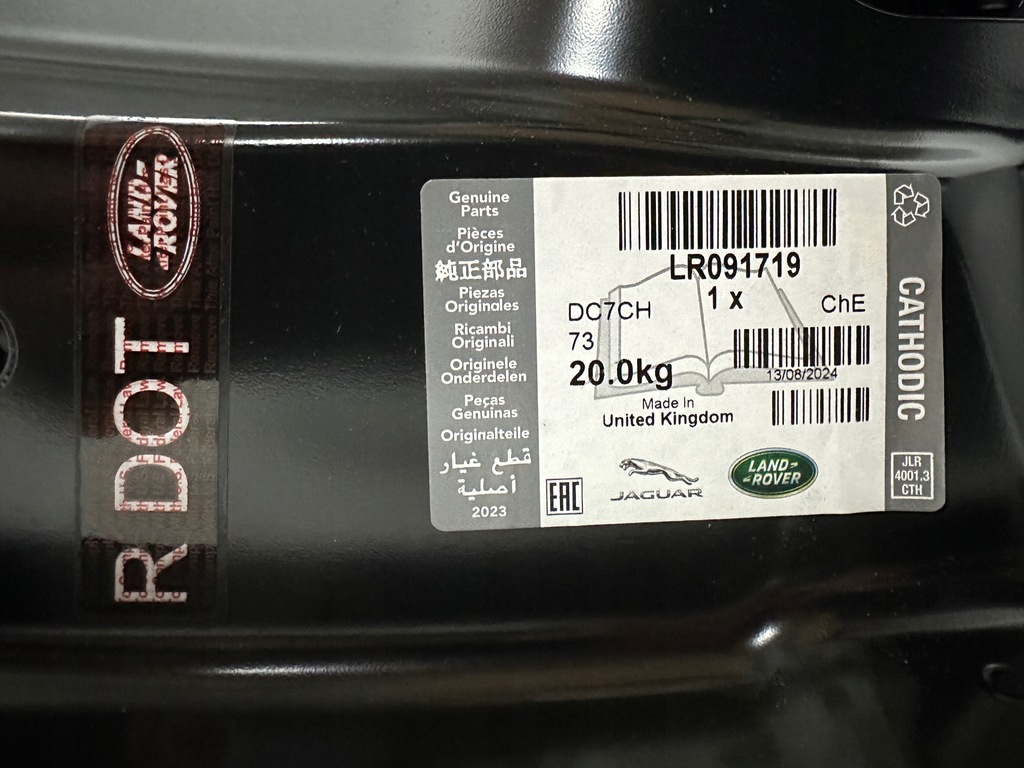 LAND-
-ROVER
R DOT
Genuine
Parts
Pièces
d'Origine
純正部品
Piezas
Originales
Ricambi
Originali
Originele
Onderdelen
Peças
Genuinas
Originalteile
قطع غيار
أصلية
2023
LR091719
1 x
DC7CH
ChE
73
20.0kg
13/08/2024
Made In
United Kingdom
EAC
JAGUAR
LAND-
-ROVER
CATHODIC
JLR
4001.3
CTH